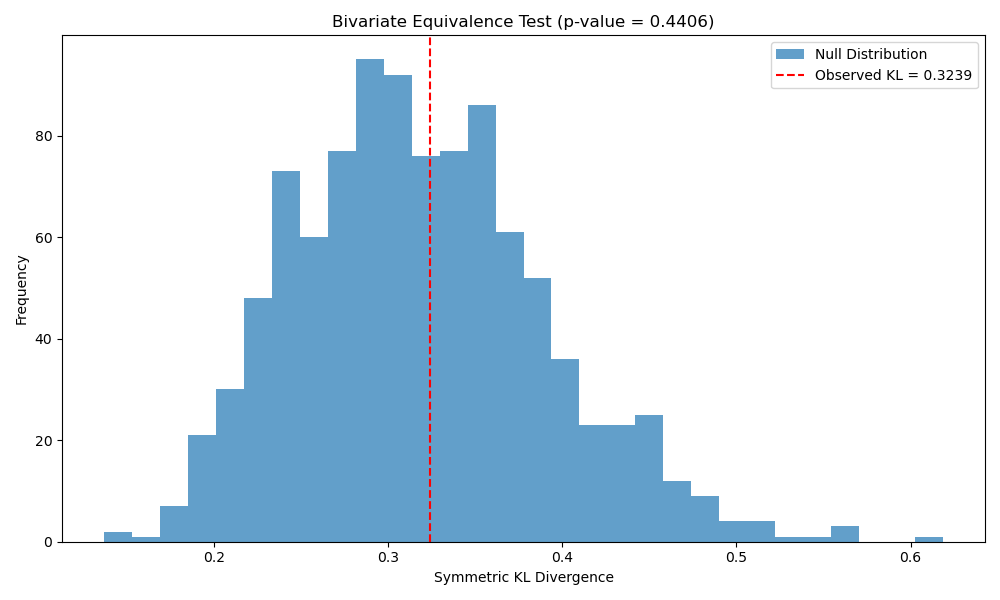 Bivariate Equivalence Test (p-value = 0.4406)
Null Distribution
Observed KL = 0.3239
Frequency
80
60
40
20
0
0.2 0.3 0.4 0.5 0.6
Symmetric KL Divergence